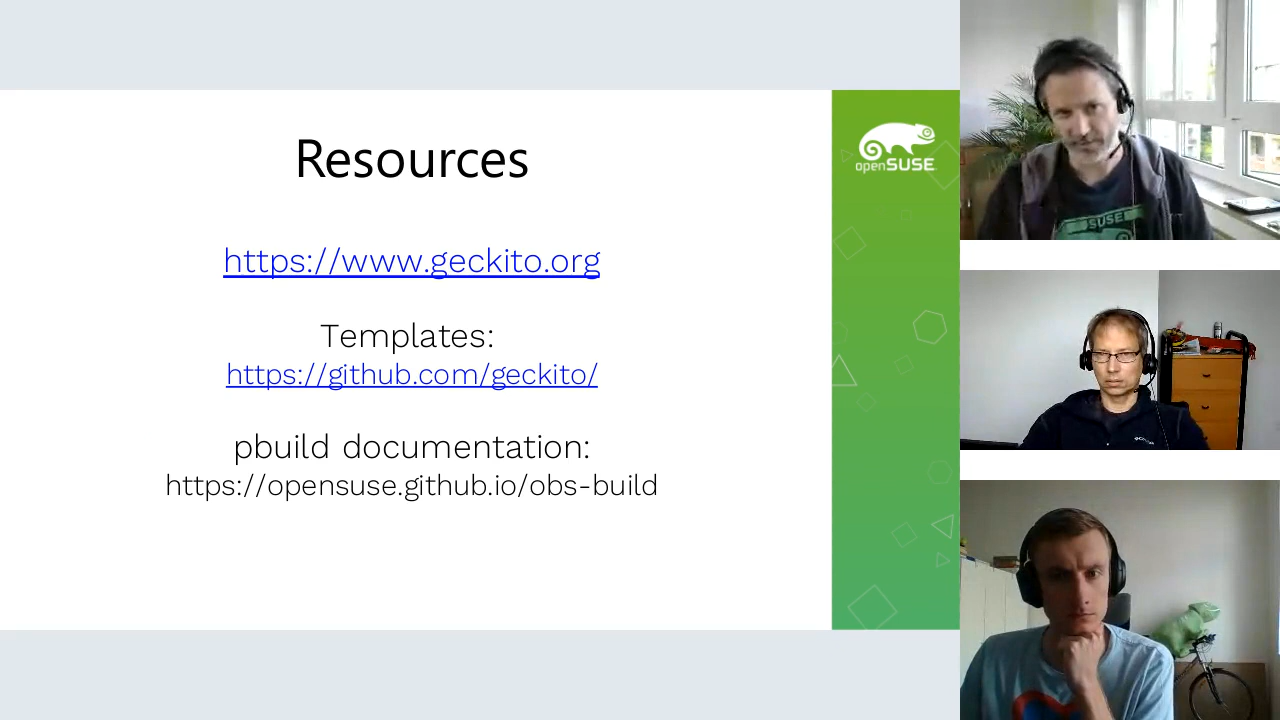 Resources
https://www.geckito.org
Templates:
https://github.com/geckito/
pbuild documentation:
https://opensuse.github.io/obs-build
openSUSE
SUSE